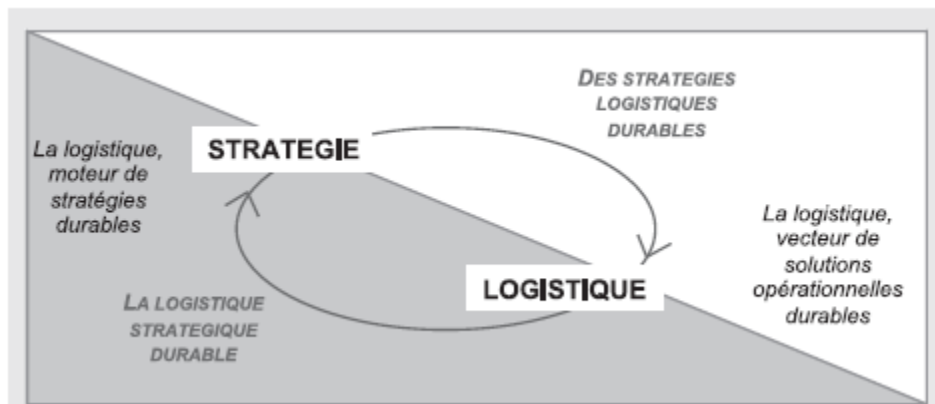 DES STRATEGIES
LOGISTIQUES
DURABLES
STRATEGIE
La logistique,
moteur de
stratégies
durables
La logistique,
vecteur de
solutions
opérationnelles
durables
LOGISTIQUE
LA LOGISTIQUE
STRATEGIQUE
DURABLE